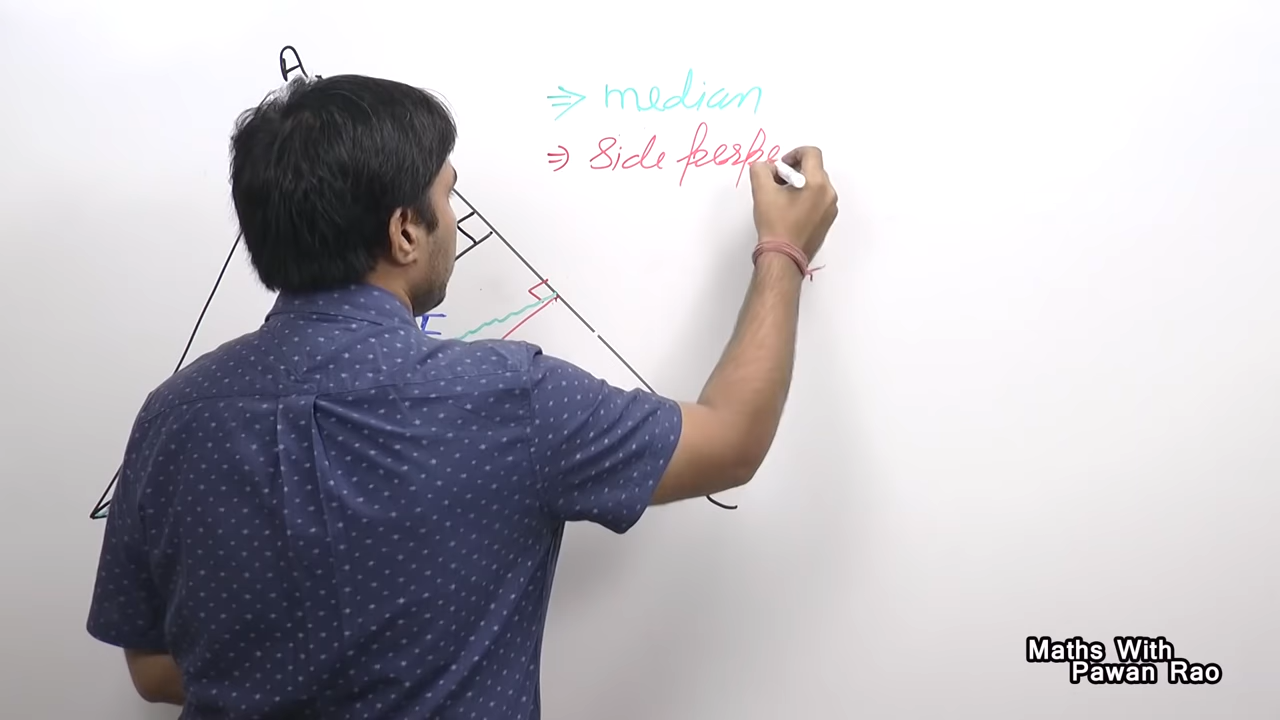 A
⇒ median
⇒ Side perpe
E
Maths With
Pawan Rao